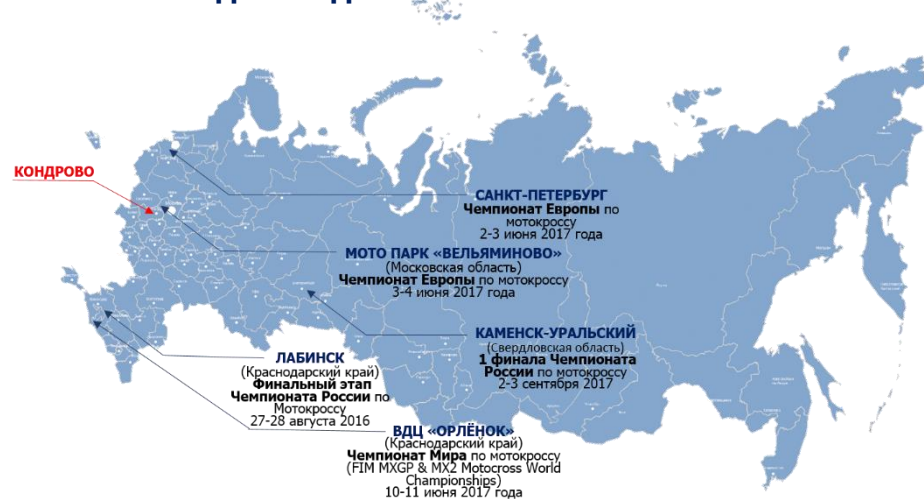 КОНДРОВО
САНКТ-ПЕТЕРБУРГ
Чемпионат Европы по
мотокроссу
2-3 июня 2017 года
МОТО ПАРК «ВЕЛЬЯМИНОВО»
(Московская область)
Чемпионат Европы по мотокроссу
3-4 июня 2017 года
КАМЕНСК-УРАЛЬСКИЙ
(Свердловская область)
1 финала Чемпионата
России по мотокроссу
2-3 сентября 2017
ЛАБИНСК
(Краснодарский край)
Финальный этап
Чемпионата России по
Мотокроссу
27-28 августа 2016
ВДЦ «ОРЛЁНОК»
(Краснодарский край)
Чемпионат Мира по мотокроссу
(FIM MXGP & MX2 Motocross World
Championships)
10-11 июня 2017 года